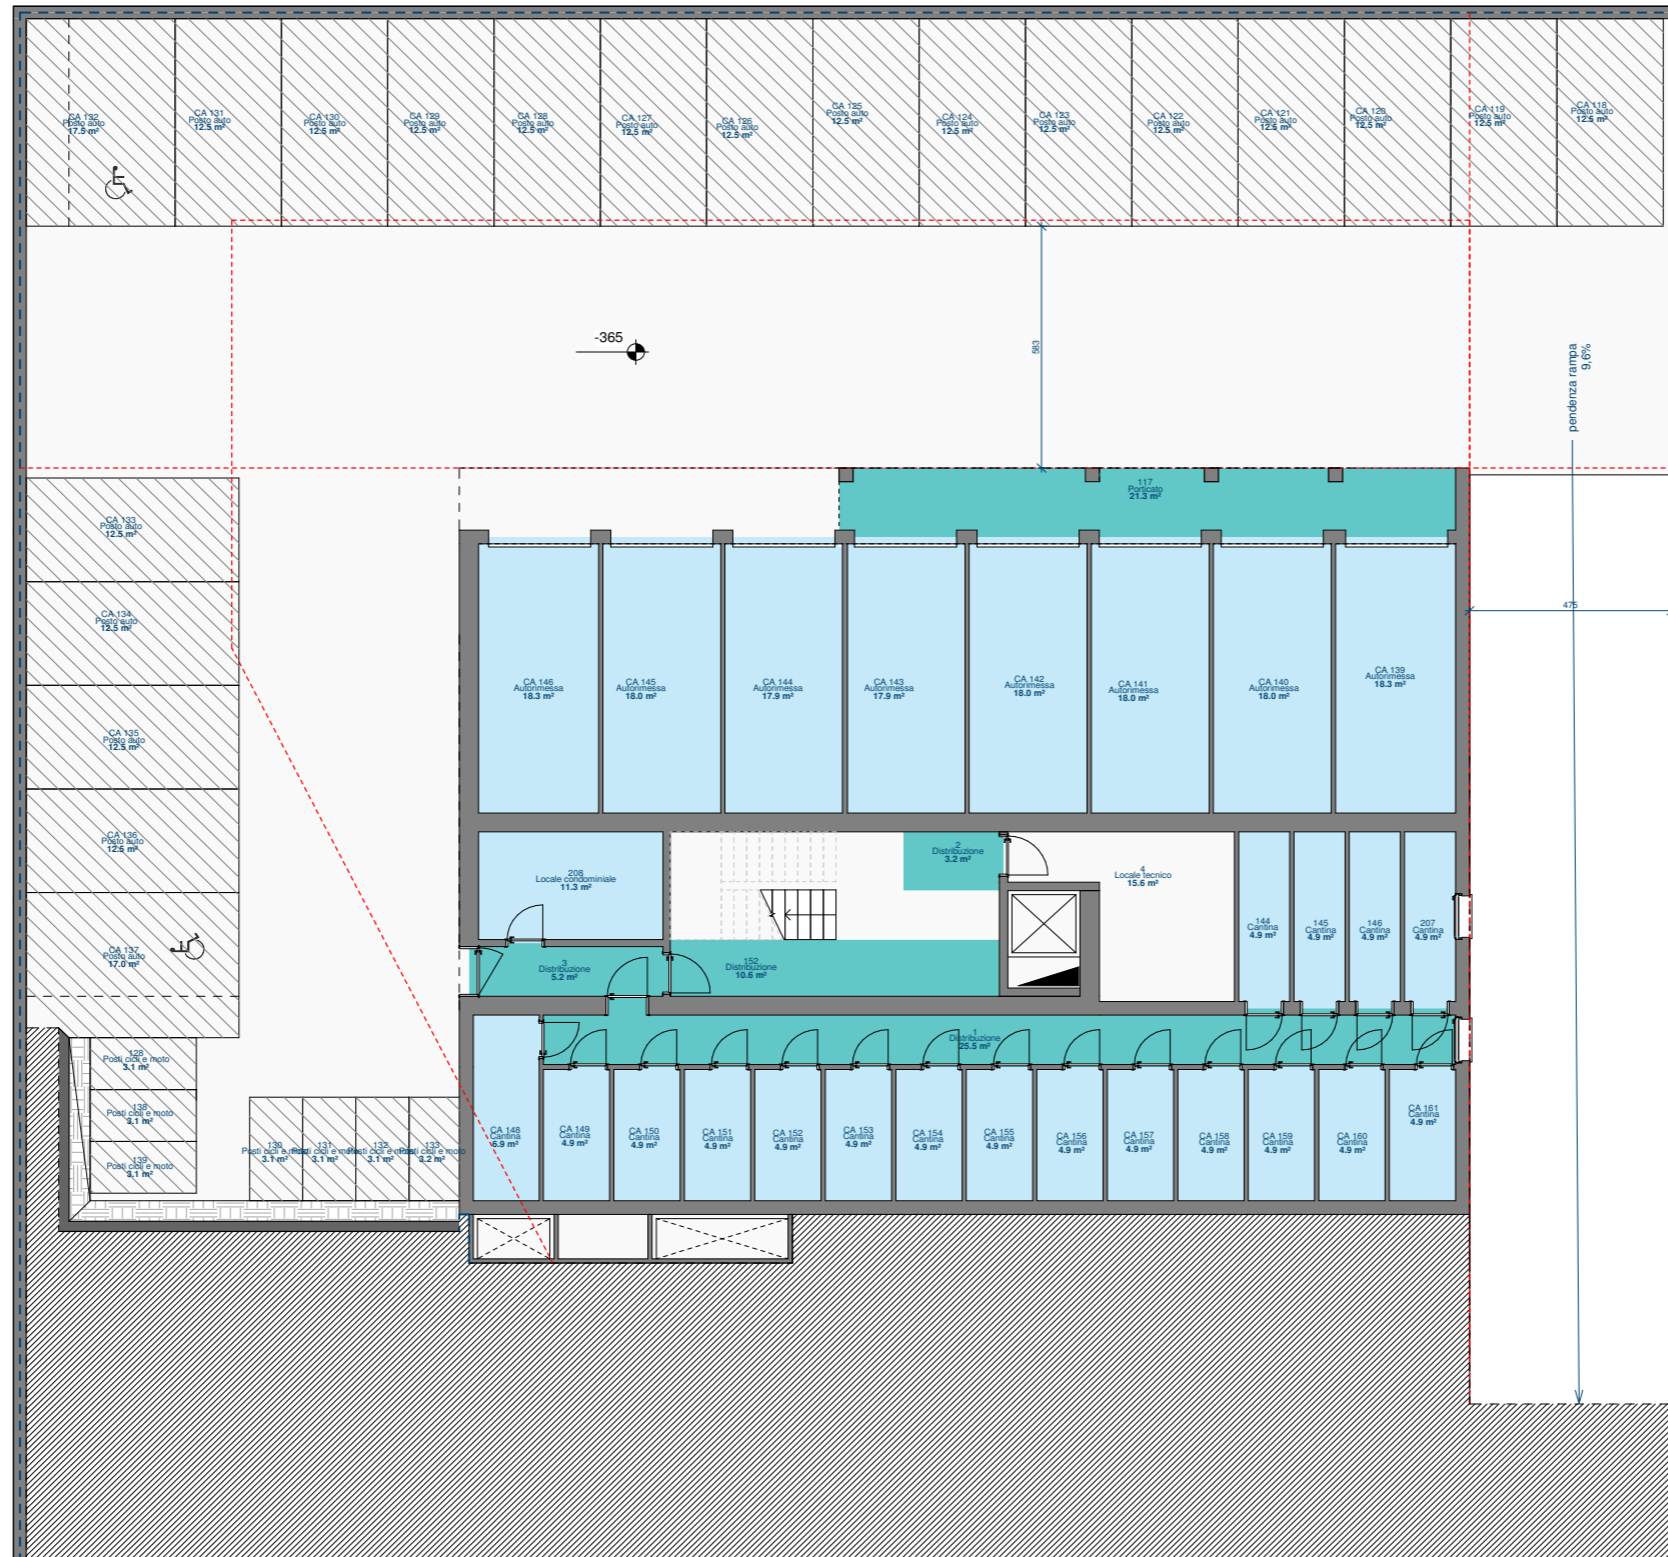 CA 132
Posto auto
17.5 m²
CA 131
Posto auto
12.5 m²
CA 130
Posto auto
12.5 m²
CA 129
Posto auto
12.5 m²
CA 128
Posto auto
12.5 m²
CA 127
Posto auto
12.5 m²
CA 126
Posto auto
12.5 m²
CA 125
Posto auto
12.5 m²
CA 124
Posto auto
12.5 m²
CA 123
Posto auto
12.5 m²
CA 122
Posto auto
12.5 m²
CA 121
Posto auto
12.5 m²
CA 120
Posto auto
12.5 m²
CA 119
Posto auto
12.5 m²
CA 118
Posto auto
12.5 m²
-365
583
pendenza rampa
9,6%
117
Porticato
21.3 m²
CA 133
Posto auto
12.5 m²
CA 134
Posto auto
12.5 m²
475
CA 146
Autorimessa
18.3 m²
CA 145
Autorimessa
18.0 m²
CA 144
Autorimessa
17.9 m²
CA 143
Autorimessa
17.9 m²
CA 142
Autorimessa
18.0 m²
CA 141
Autorimessa
18.0 m²
CA 140
Autorimessa
18.0 m²
CA 139
Autorimessa
18.3 m²
CA 135
Posto auto
12.5 m²
CA 136
Posto auto
12.5 m²
CA 137
Posto auto
17.0 m²
208
Locale condominiale
11.3 m²
2
Distribuzione
3.2 m²
4
Locale tecnico
15.6 m²
144
Cantina
4.9 m²
145
Cantina
4.9 m²
146
Cantina
4.9 m²
207
Cantina
4.9 m²
3
Distribuzione
5.2 m²
152
Distribuzione
10.6 m²
1
Distribuzione
25.5 m²
128
Posti cicli e moto
3.1 m²
138
Posti cicli e moto
3.1 m²
139
Posti cicli e moto
3.1 m²
130
Posti cicli e moto
3.1 m²
131
Posti cicli e moto
3.1 m²
132
Posti cicli e moto
3.1 m²
133
Posti cicli e moto
3.2 m²
CA 148
Cantina
6.9 m²
CA 149
Cantina
4.9 m²
CA 150
Cantina
4.9 m²
CA 151
Cantina
4.9 m²
CA 152
Cantina
4.9 m²
CA 153
Cantina
4.9 m²
CA 154
Cantina
4.9 m²
CA 155
Cantina
4.9 m²
CA 156
Cantina
4.9 m²
CA 157
Cantina
4.9 m²
CA 158
Cantina
4.9 m²
CA 159
Cantina
4.9 m²
CA 160
Cantina
4.9 m²
CA 161
Cantina
4.9 m²